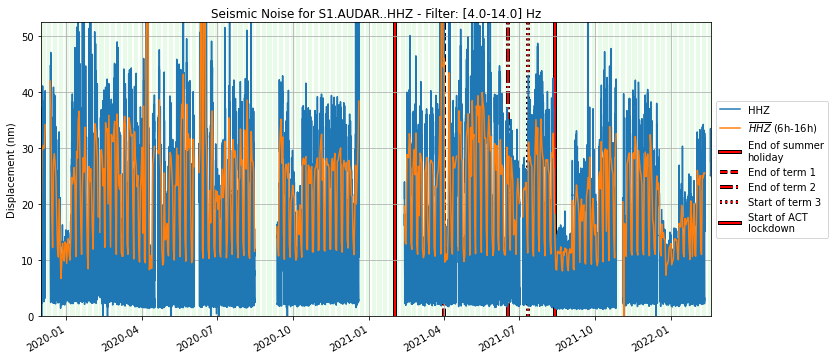 Seismic Noise for S1.AUDAR..HHZ - Filter: [4.0-14.0] Hz
Displacement (nm)
50
40
30
20
10
0
2020-01
2020-04
2020-07
2020-10
2021-01
2021-04
2021-07
2021-10
2022-01
HHZ
HHZ (6h-16h)
End of summer
holiday
End of term 1
End of term 2
Start of term 3
Start of ACT
lockdown